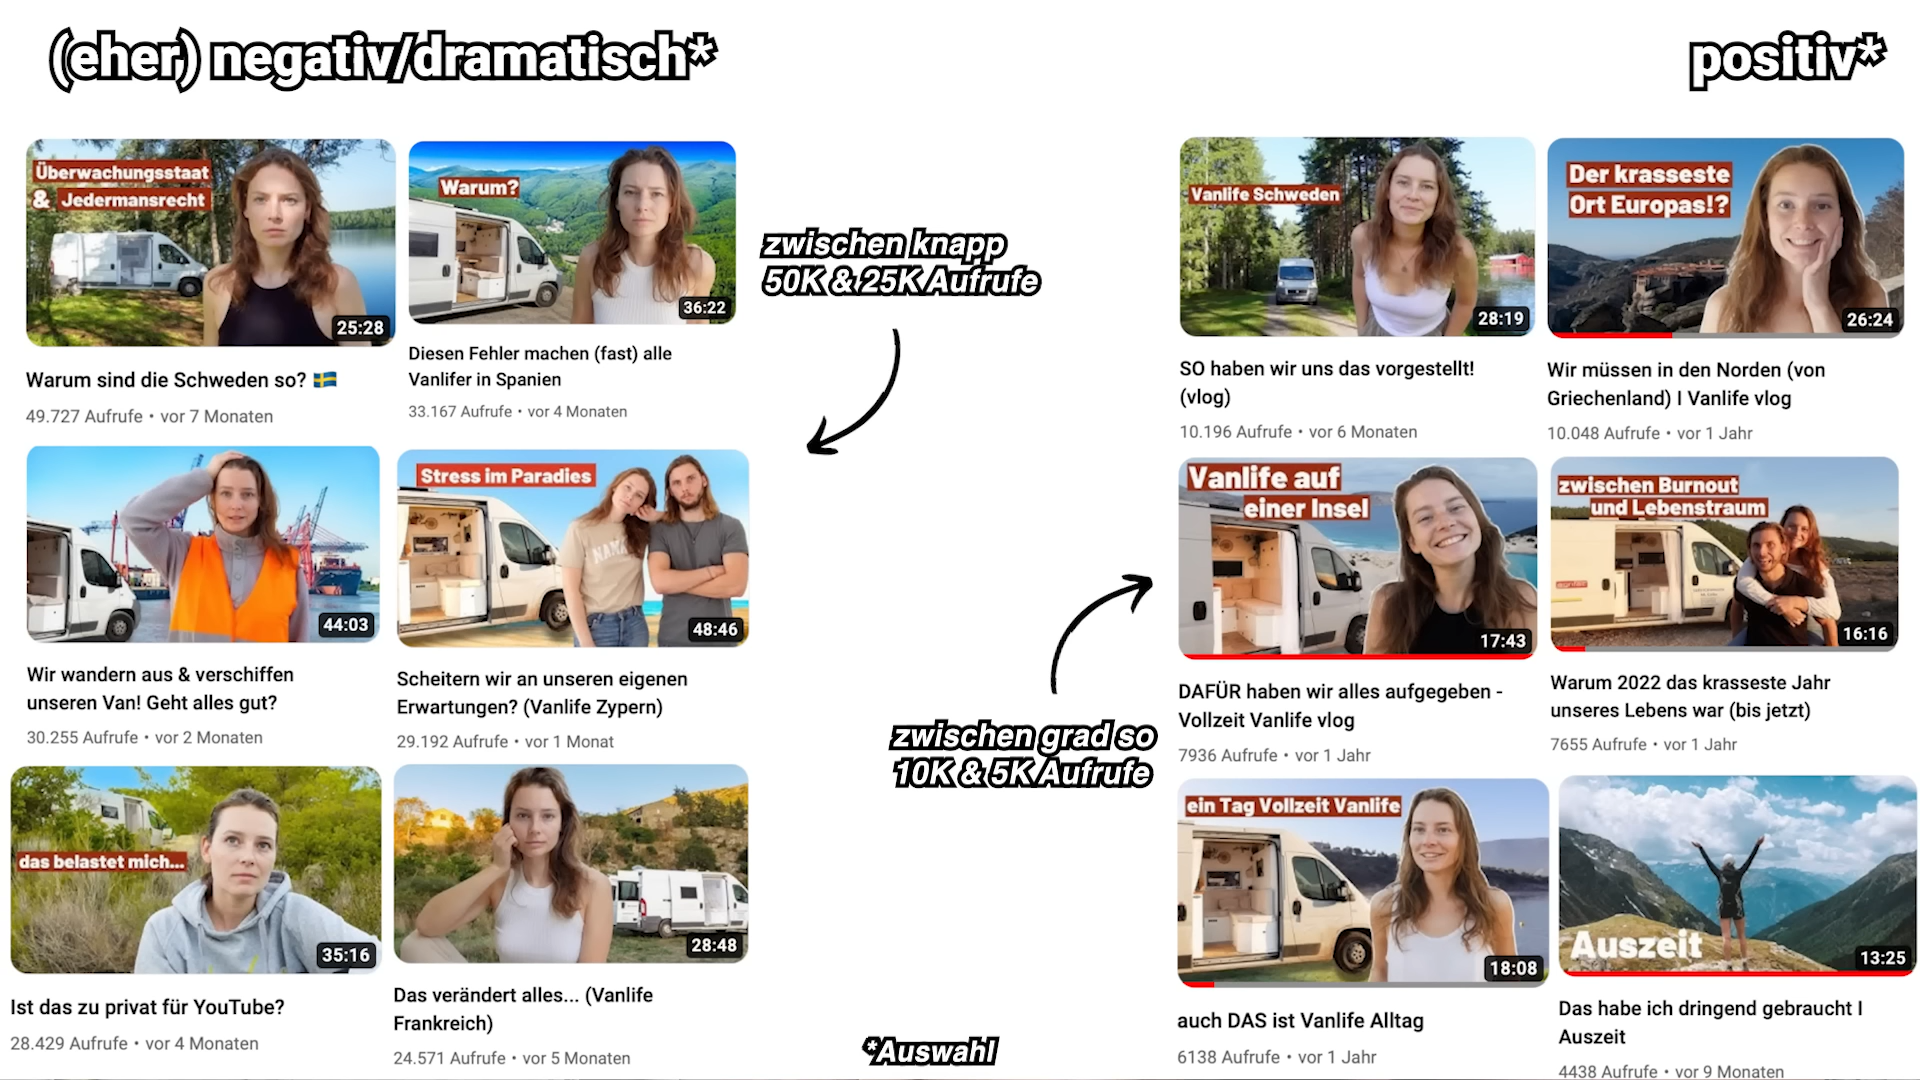 (eher) negativ/dramatisch*
positiv*
Überwachungsstaat
& Jedermansrecht
25:28
Warum sind die Schweden so? 🇸🇪
49.727 Aufrufe • vor 7 Monaten
Warum?
36:22
Diesen Fehler machen (fast) alle
Vanlifer in Spanien
33.167 Aufrufe • vor 4 Monaten
zwischen knapp
50K & 25K Aufrufe
44:03
Wir wandern aus & verschiffen
unseren Van! Geht alles gut?
30.255 Aufrufe • vor 2 Monaten
Stress im Paradies
NAMA
48:46
Scheitern wir an unseren eigenen
Erwartungen? (Vanlife Zypern)
29.192 Aufrufe • vor 1 Monat
das belastet mich...
35:16
Ist das zu privat für YouTube?
28.429 Aufrufe • vor 4 Monaten
28:48
Das verändert alles... (Vanlife
Frankreich)
24.571 Aufrufe • vor 5 Monaten
Vanlife Schweden
28:19
SO haben wir uns das vorgestellt!
(vlog)
10.196 Aufrufe • vor 6 Monaten
Der krasseste
Ort Europas!?
26:24
Wir müssen in den Norden (von
Griechenland) I Vanlife vlog
10.048 Aufrufe • vor 1 Jahr
Vanlife auf
einer Insel
17:43
DAFÜR haben wir alles aufgegeben -
Vollzeit Vanlife vlog
7936 Aufrufe • vor 1 Jahr
zwischen Burnout
und Lebenstraum
16:16
Warum 2022 das krasseste Jahr
unseres Lebens war (bis jetzt)
7655 Aufrufe • vor 1 Jahr
zwischen grad so
10K & 5K Aufrufe
ein Tag Vollzeit Vanlife
18:08
auch DAS ist Vanlife Alltag
6138 Aufrufe • vor 1 Jahr
Auszeit
13:25
Das habe ich dringend gebraucht I
Auszeit
4438 Aufrufe • vor 9 Monaten
*Auswahl